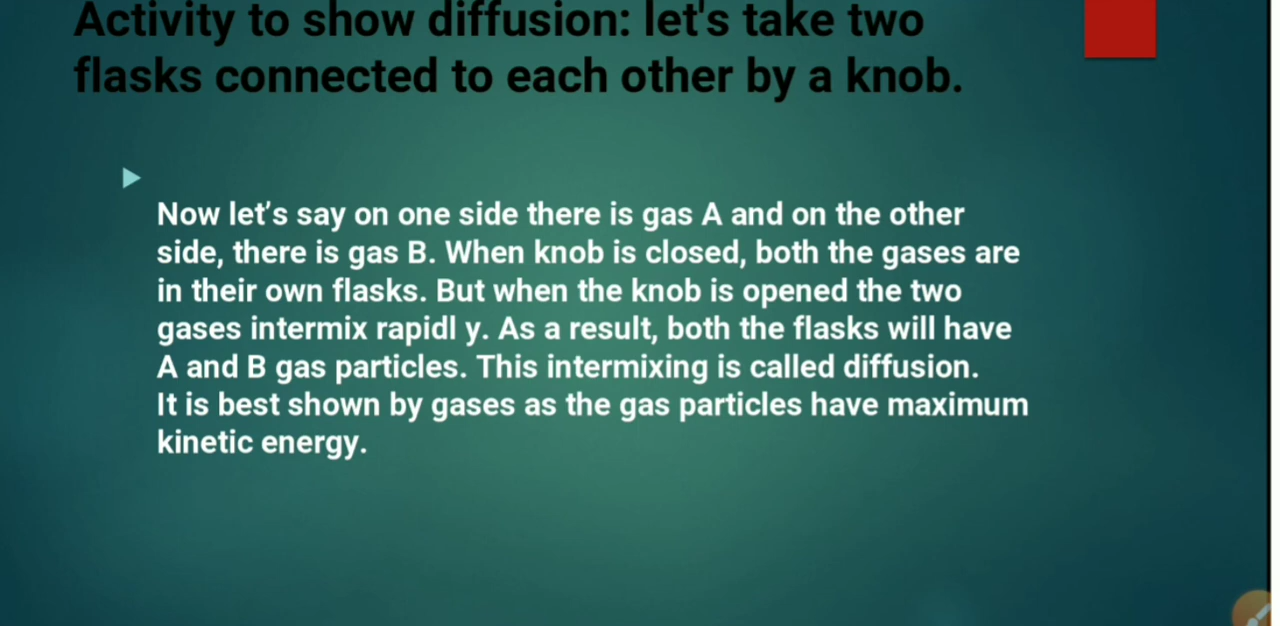 Activity to show diffusion: let's take two
flasks connected to each other by a knob.
Now let’s say on one side there is gas A and on the other
side, there is gas B. When knob is closed, both the gases are
in their own flasks. But when the knob is opened the two
gases intermix rapidl y. As a result, both the flasks will have
A and B gas particles. This intermixing is called diffusion.
It is best shown by gases as the gas particles have maximum
kinetic energy.